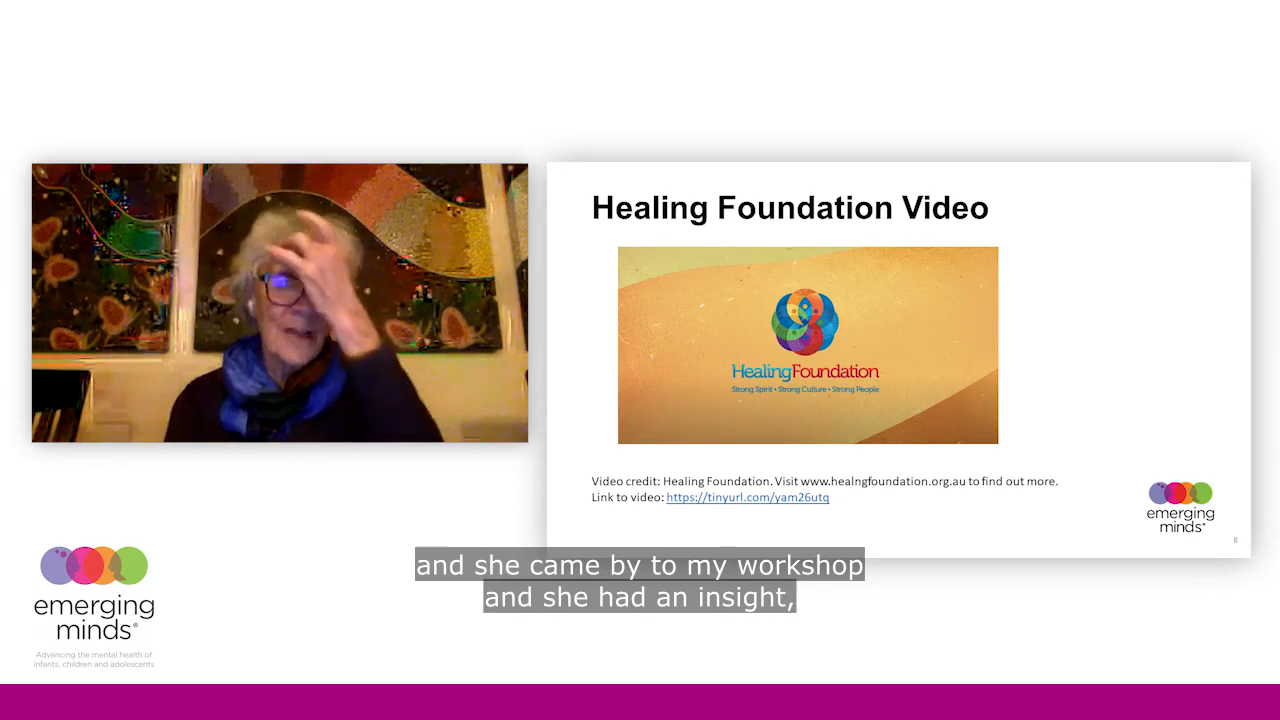 Healing Foundation Video
HealingFoundation
Strong Spirit • Strong Culture • Strong People
Video credit: Healing Foundation. Visit www.healngfoundation.org.au to find out more.
Link to video: https://tinyurl.com/yam26utq
emerging
minds®
8
and she came by to my workshop
and she had an insight,
emerging
minds®
Advancing the mental health of
infants, children and adolescents